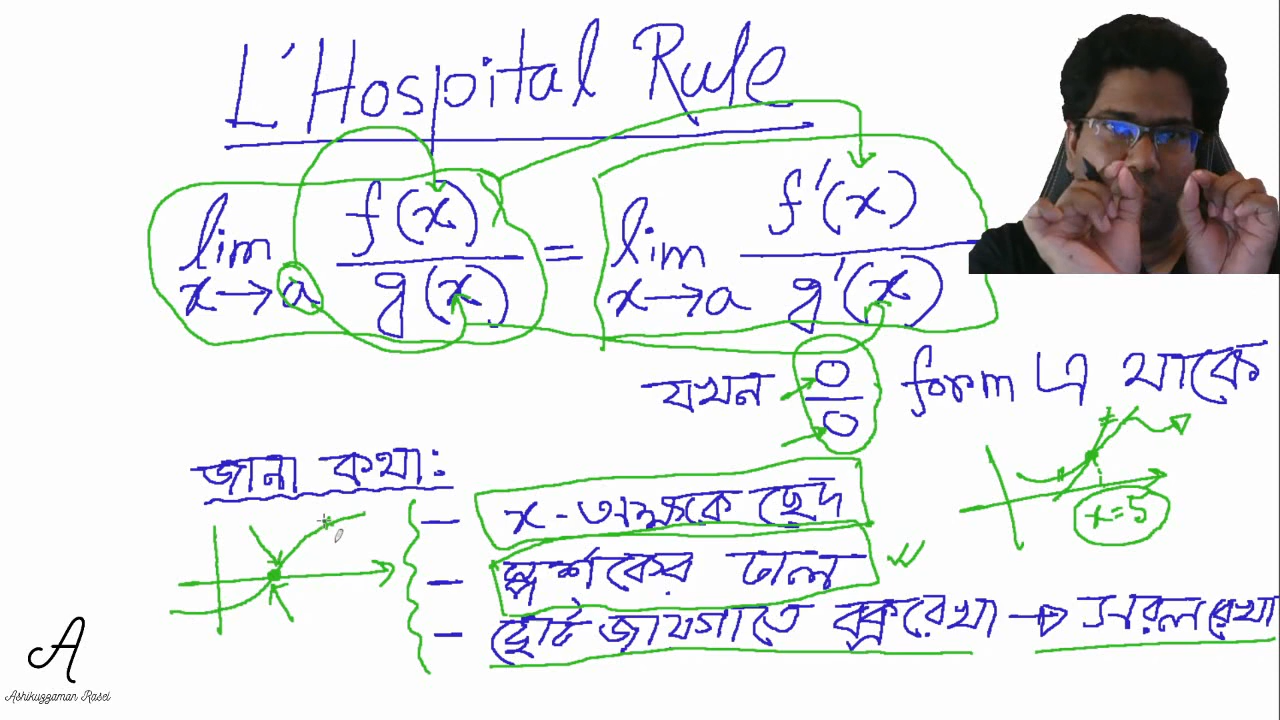 L'Hospital Rule
lim x→a f(x)/g(x) = lim x→a f'(x)/g'(x)
যখন 0/0 form এ থাকে
জানা কথা:
- x-অক্ষকে ছেদ
- স্পর্শকের ঢাল
- ছোট জায়গাতে বক্ররেখা → সরলরেখা
x=5
A
Ashikuzzaman Rasel